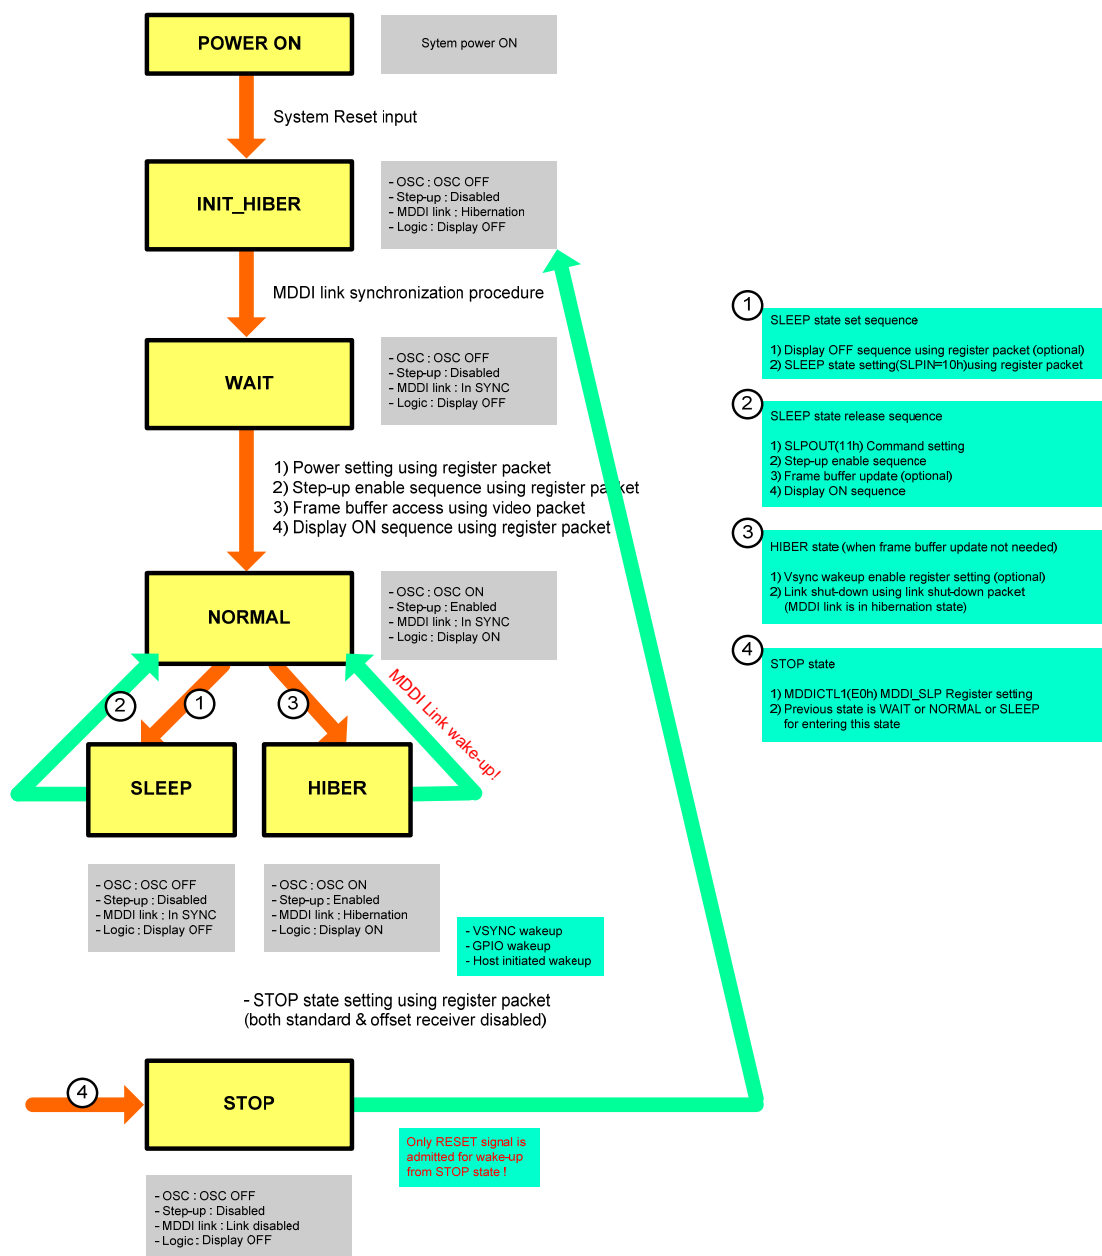 POWER ON
Sytem power ON
System Reset input
INIT_HIBER
- OSC : OSC OFF
- Step-up : Disabled
- MDDI link : Hibernation
- Logic : Display OFF
MDDI link synchronization procedure
WAIT
- OSC : OSC OFF
- Step-up : Disabled
- MDDI link : In SYNC
- Logic : Display OFF
1) Power setting using register packet
2) Step-up enable sequence using register packet
3) Frame buffer access using video packet
4) Display ON sequence using register packet
NORMAL
- OSC : OSC ON
- Step-up : Enabled
- MDDI link : In SYNC
- Logic : Display ON
2
1
3
MDDI Link wake-up!
SLEEP
HIBER
- OSC : OSC OFF
- Step-up : Disabled
- MDDI link : In SYNC
- Logic : Display OFF
- OSC : OSC ON
- Step-up : Enabled
- MDDI link : Hibernation
- Logic : Display ON
- VSYNC wakeup
- GPIO wakeup
- Host initiated wakeup
- STOP state setting using register packet
(both standard & offset receiver disabled)
4
STOP
Only RESET signal is
admitted for wake-up
from STOP state !
- OSC : OSC OFF
- Step-up : Disabled
- MDDI link : Link disabled
- Logic : Display OFF
1
SLEEP state set sequence
1) Display OFF sequence using register packet (optional)
2) SLEEP state setting(SLPIN=10h)using register packet
2
SLEEP state release sequence
1) SLPOUT(11h) Command setting
2) Step-up enable sequence
3) Frame buffer update (optional)
4) Display ON sequence
3
HIBER state (when frame buffer update not needed)
1) Vsync wakeup enable register setting (optional)
2) Link shut-down using link shut-down packet
(MDDI link is in hibernation state)
4
STOP state
1) MDDICTL1(E0h) MDDI_SLP Register setting
2) Previous state is WAIT or NORMAL or SLEEP
for entering this state